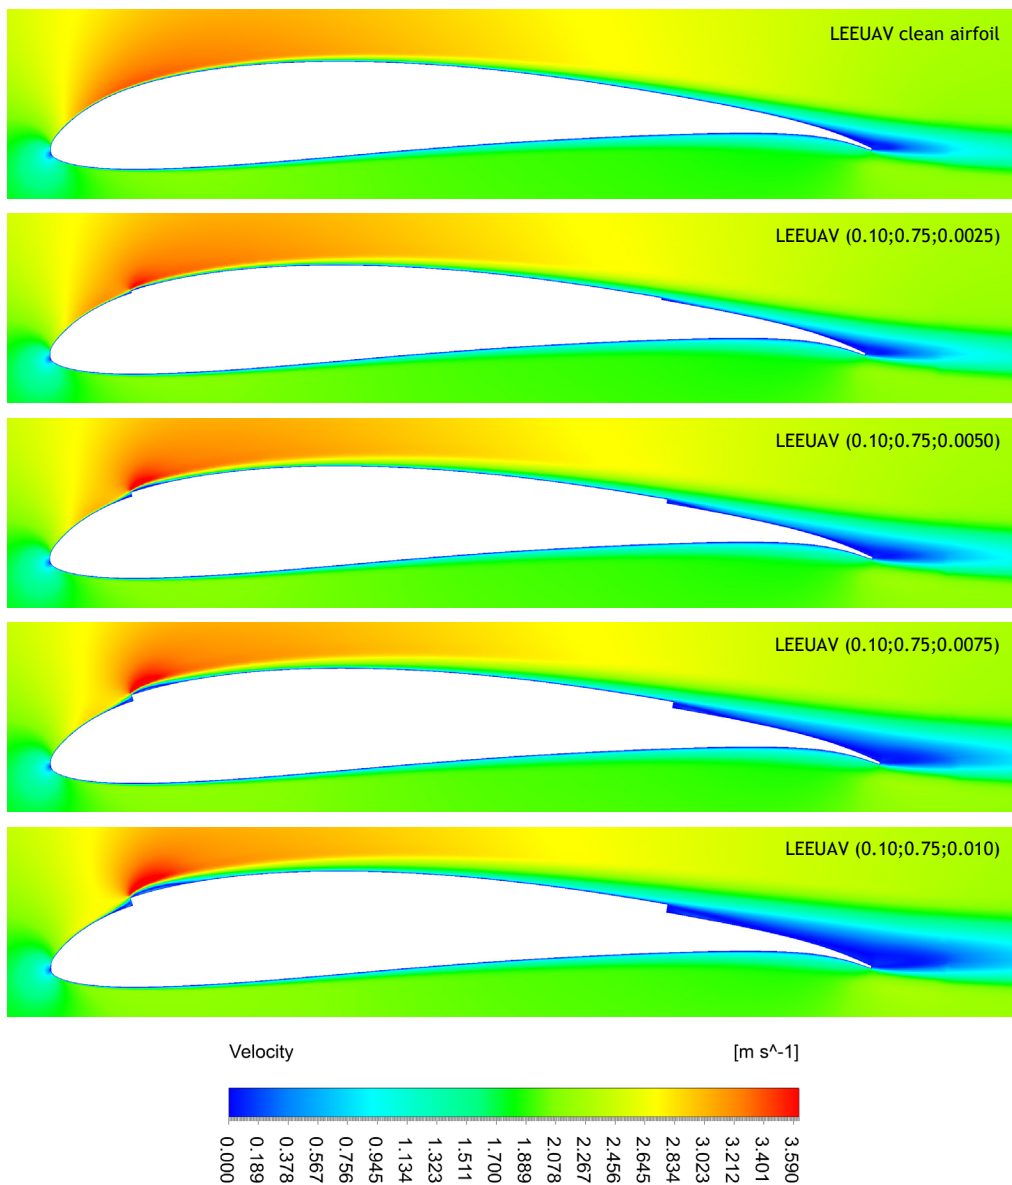 LEEUAV clean airfoil
LEEUAV (0.10;0.75;0.0025)
LEEUAV (0.10;0.75;0.0050)
LEEUAV (0.10;0.75;0.0075)
LEEUAV (0.10;0.75;0.010)
Velocity [m s^-1]
0.000 0.189 0.378 0.567 0.756 0.945 1.134 1.323 1.511 1.700 1.889 2.078 2.267 2.456 2.645 2.834 3.023 3.212 3.401 3.590